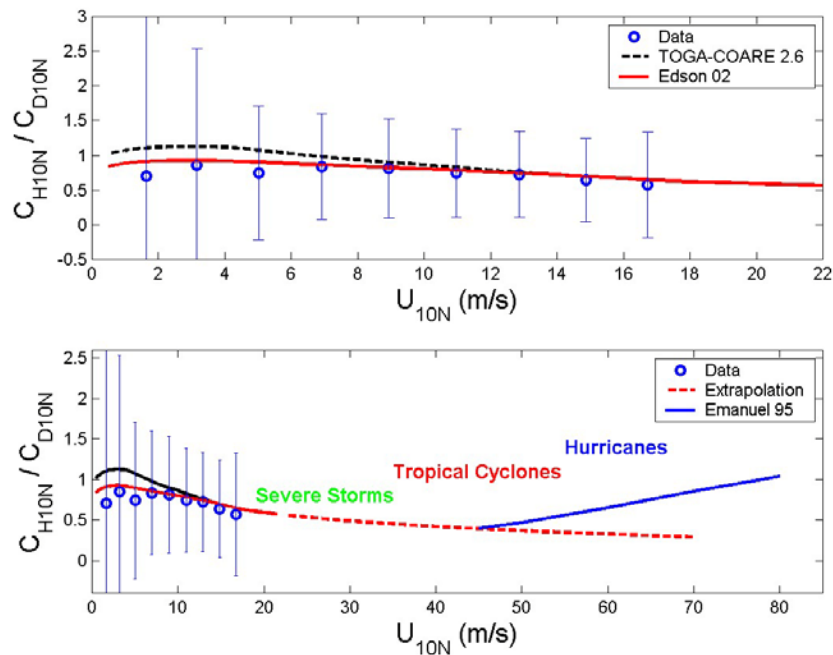 C_H10N / C_D10N
3
2.5
2
1.5
1
0.5
0
-0.5
Data
TOGA-COARE 2.6
Edson 02
0 2 4 6 8 10 12 14 16 18 20 22
U_10N (m/s)
C_H10N / C_D10N
2.5
2
1.5
1
0.5
0
Data
Extrapolation
Emanuel 95
Hurricanes
Tropical Cyclones
Severe Storms
0 10 20 30 40 50 60 70 80
U_10N (m/s)